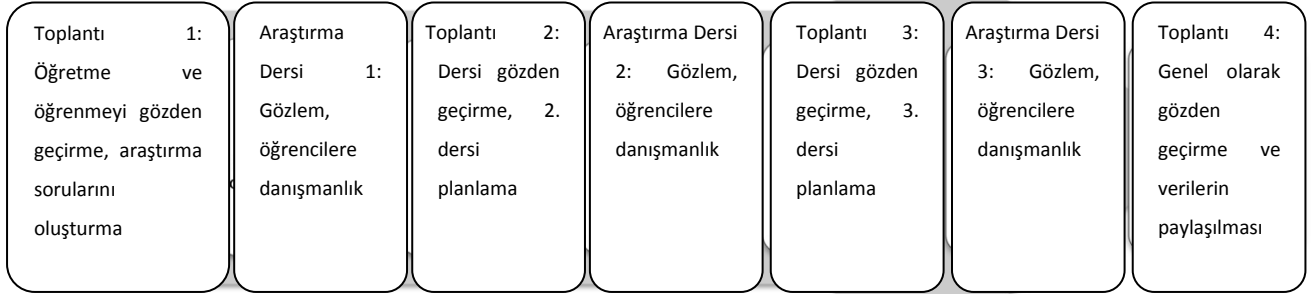 Toplantı 1:
Öğretme ve
öğrenmeyi gözden
geçirme, araştırma
sorularını
oluşturma
Araştırma
Dersi 1:
Gözlem,
öğrencilere
danışmanlık
Toplantı 2:
Dersi gözden
geçirme, 2.
dersi
planlama
Araştırma Dersi
2: Gözlem,
öğrencilere
danışmanlık
Toplantı 3:
Dersi gözden
geçirme, 3.
dersi
planlama
Araştırma Dersi
3: Gözlem,
öğrencilere
danışmanlık
Toplantı 4:
Genel olarak
gözden
geçirme ve
verilerin
paylaşılması